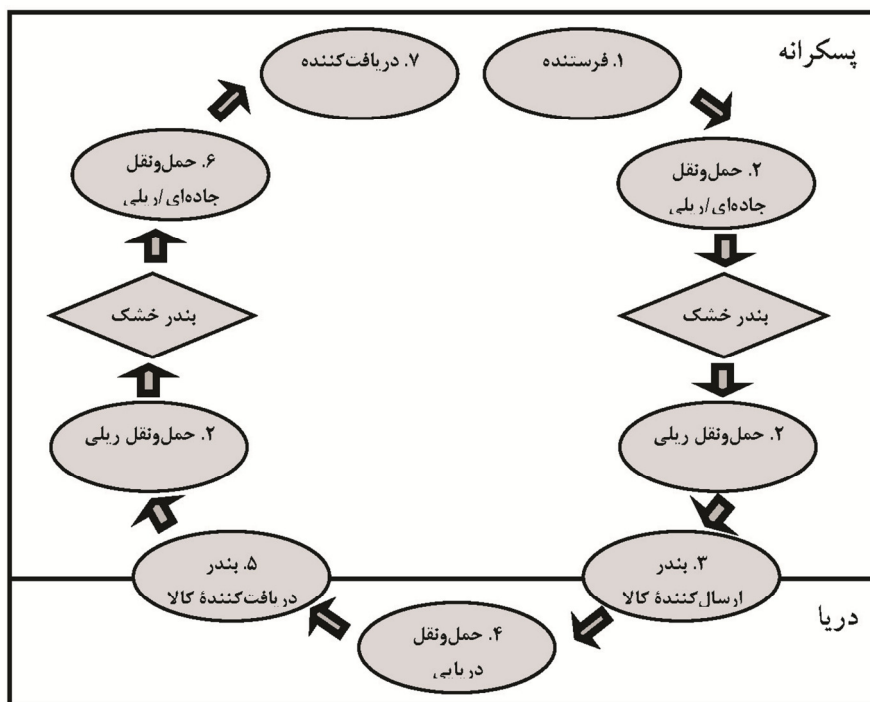 پسکرانه
۱. فرستنده
۲. حمل‌ونقل
جاده‌ای/ریلی
بندر خشک
۲. حمل‌ونقل ریلی
۳. بندر
ارسال‌کنندهٔ کالا
دریا
۴. حمل‌ونقل
دریایی
۵. بندر
دریافت‌کنندهٔ کالا
۲. حمل‌ونقل ریلی
بندر خشک
۶. حمل‌ونقل
جاده‌ای/ریلی
۷. دریافت‌کننده